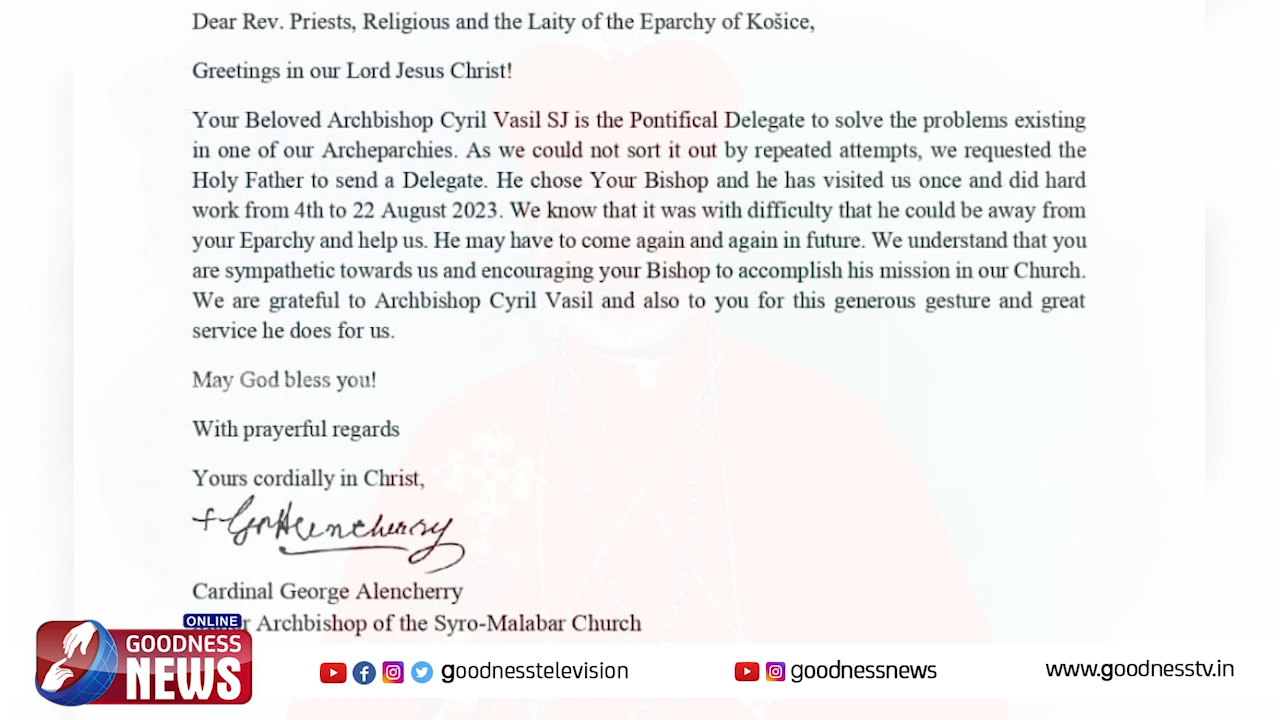 Dear Rev. Priests, Religious and the Laity of the Eparchy of Košice,
Greetings in our Lord Jesus Christ!
Your Beloved Archbishop Cyril Vasil SJ is the Pontifical Delegate to solve the problems existing
in one of our Archeparchies. As we could not sort it out by repeated attempts, we requested the
Holy Father to send a Delegate. He chose Your Bishop and he has visited us once and did hard
work from 4th to 22 August 2023. We know that it was with difficulty that he could be away from
your Eparchy and help us. He may have to come again and again in future. We understand that you
are sympathetic towards us and encouraging your Bishop to accomplish his mission in our Church.
We are grateful to Archbishop Cyril Vasil and also to you for this generous gesture and great
service he does for us.
May God bless you!
With prayerful regards
Yours cordially in Christ,
Cardinal George Alencherry
Archbishop of the Syro-Malabar Church
ONLINE
GOODNESS
NEWS
goodnesstelevision
goodnessnews
www.goodnesstv.in